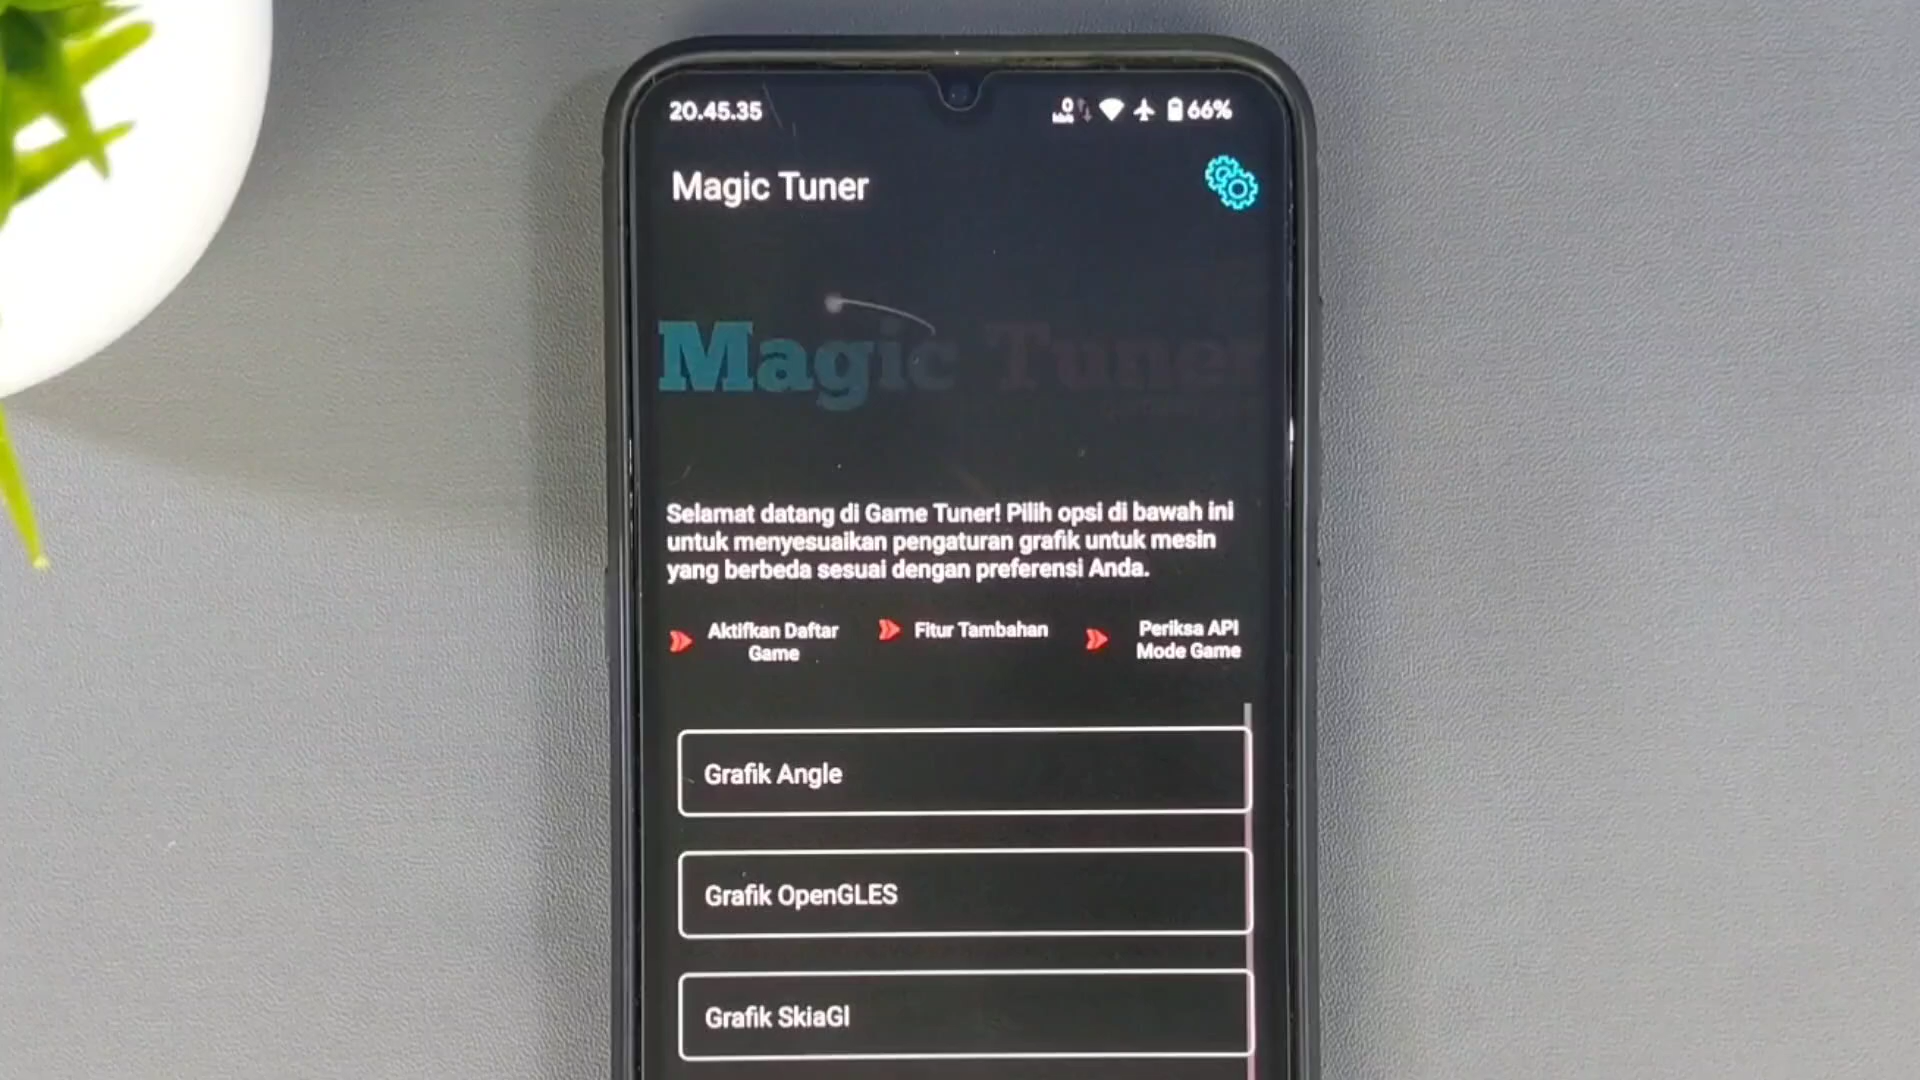 20.45.35
66%
Magic Tuner
Magic Tuner
Selamat datang di Game Tuner! Pilih opsi di bawah ini
untuk menyesuaikan pengaturan grafik untuk mesin
yang berbeda sesuai dengan preferensi Anda.
Aktifkan Daftar
Game
Fitur Tambahan
Periksa API
Mode Game
Grafik Angle
Grafik OpenGLES
Grafik SkiaGl